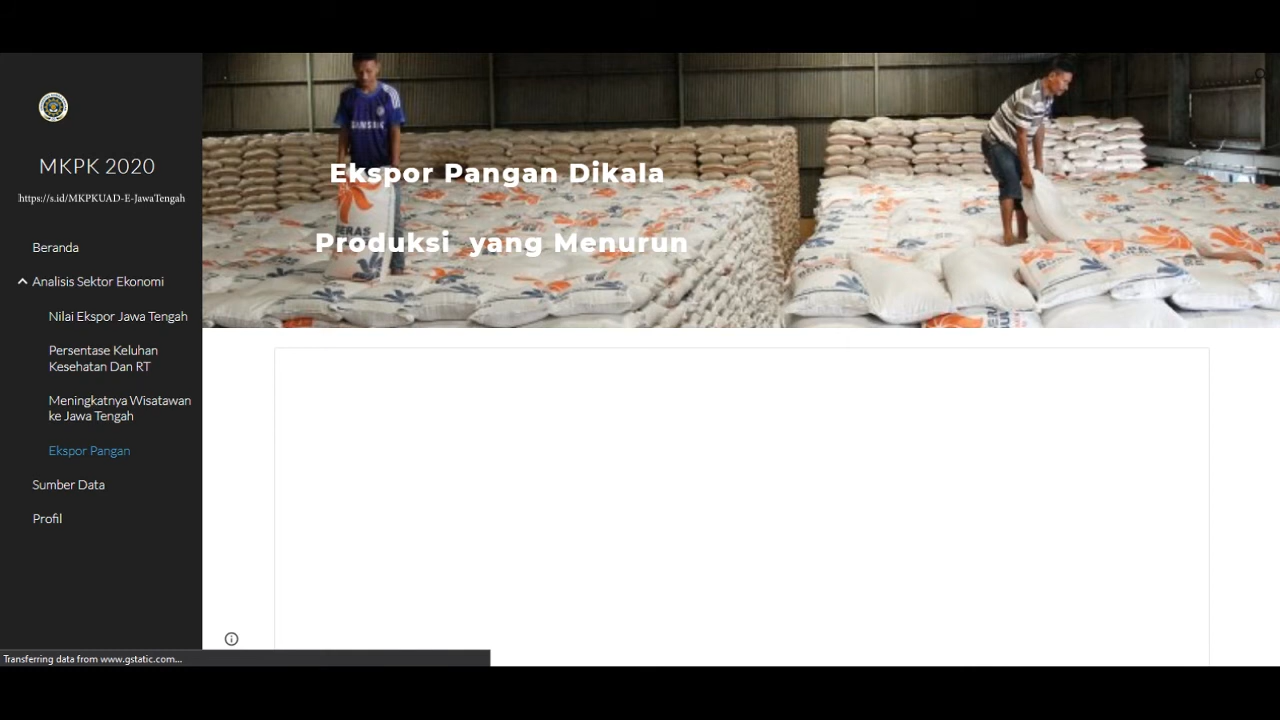 MKPK 2020
https://s.id/MKPKUAD-E-JawaTengah
Beranda
Analisis Sektor Ekonomi
Nilai Ekspor Jawa Tengah
Persentase Keluhan
Kesehatan Dan RT
Meningkatnya Wisatawan
ke Jawa Tengah
Ekspor Pangan
Sumber Data
Profil
Ekspor Pangan Dikala
Produksi yang Menurun
SAMSUNG
BERAS
Transferring data from www.gstatic.com...